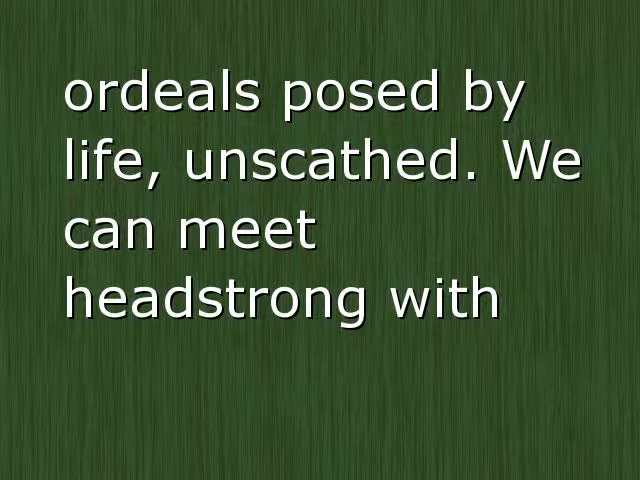 ordeals posed by
life, unscathed. We
can meet
headstrong with